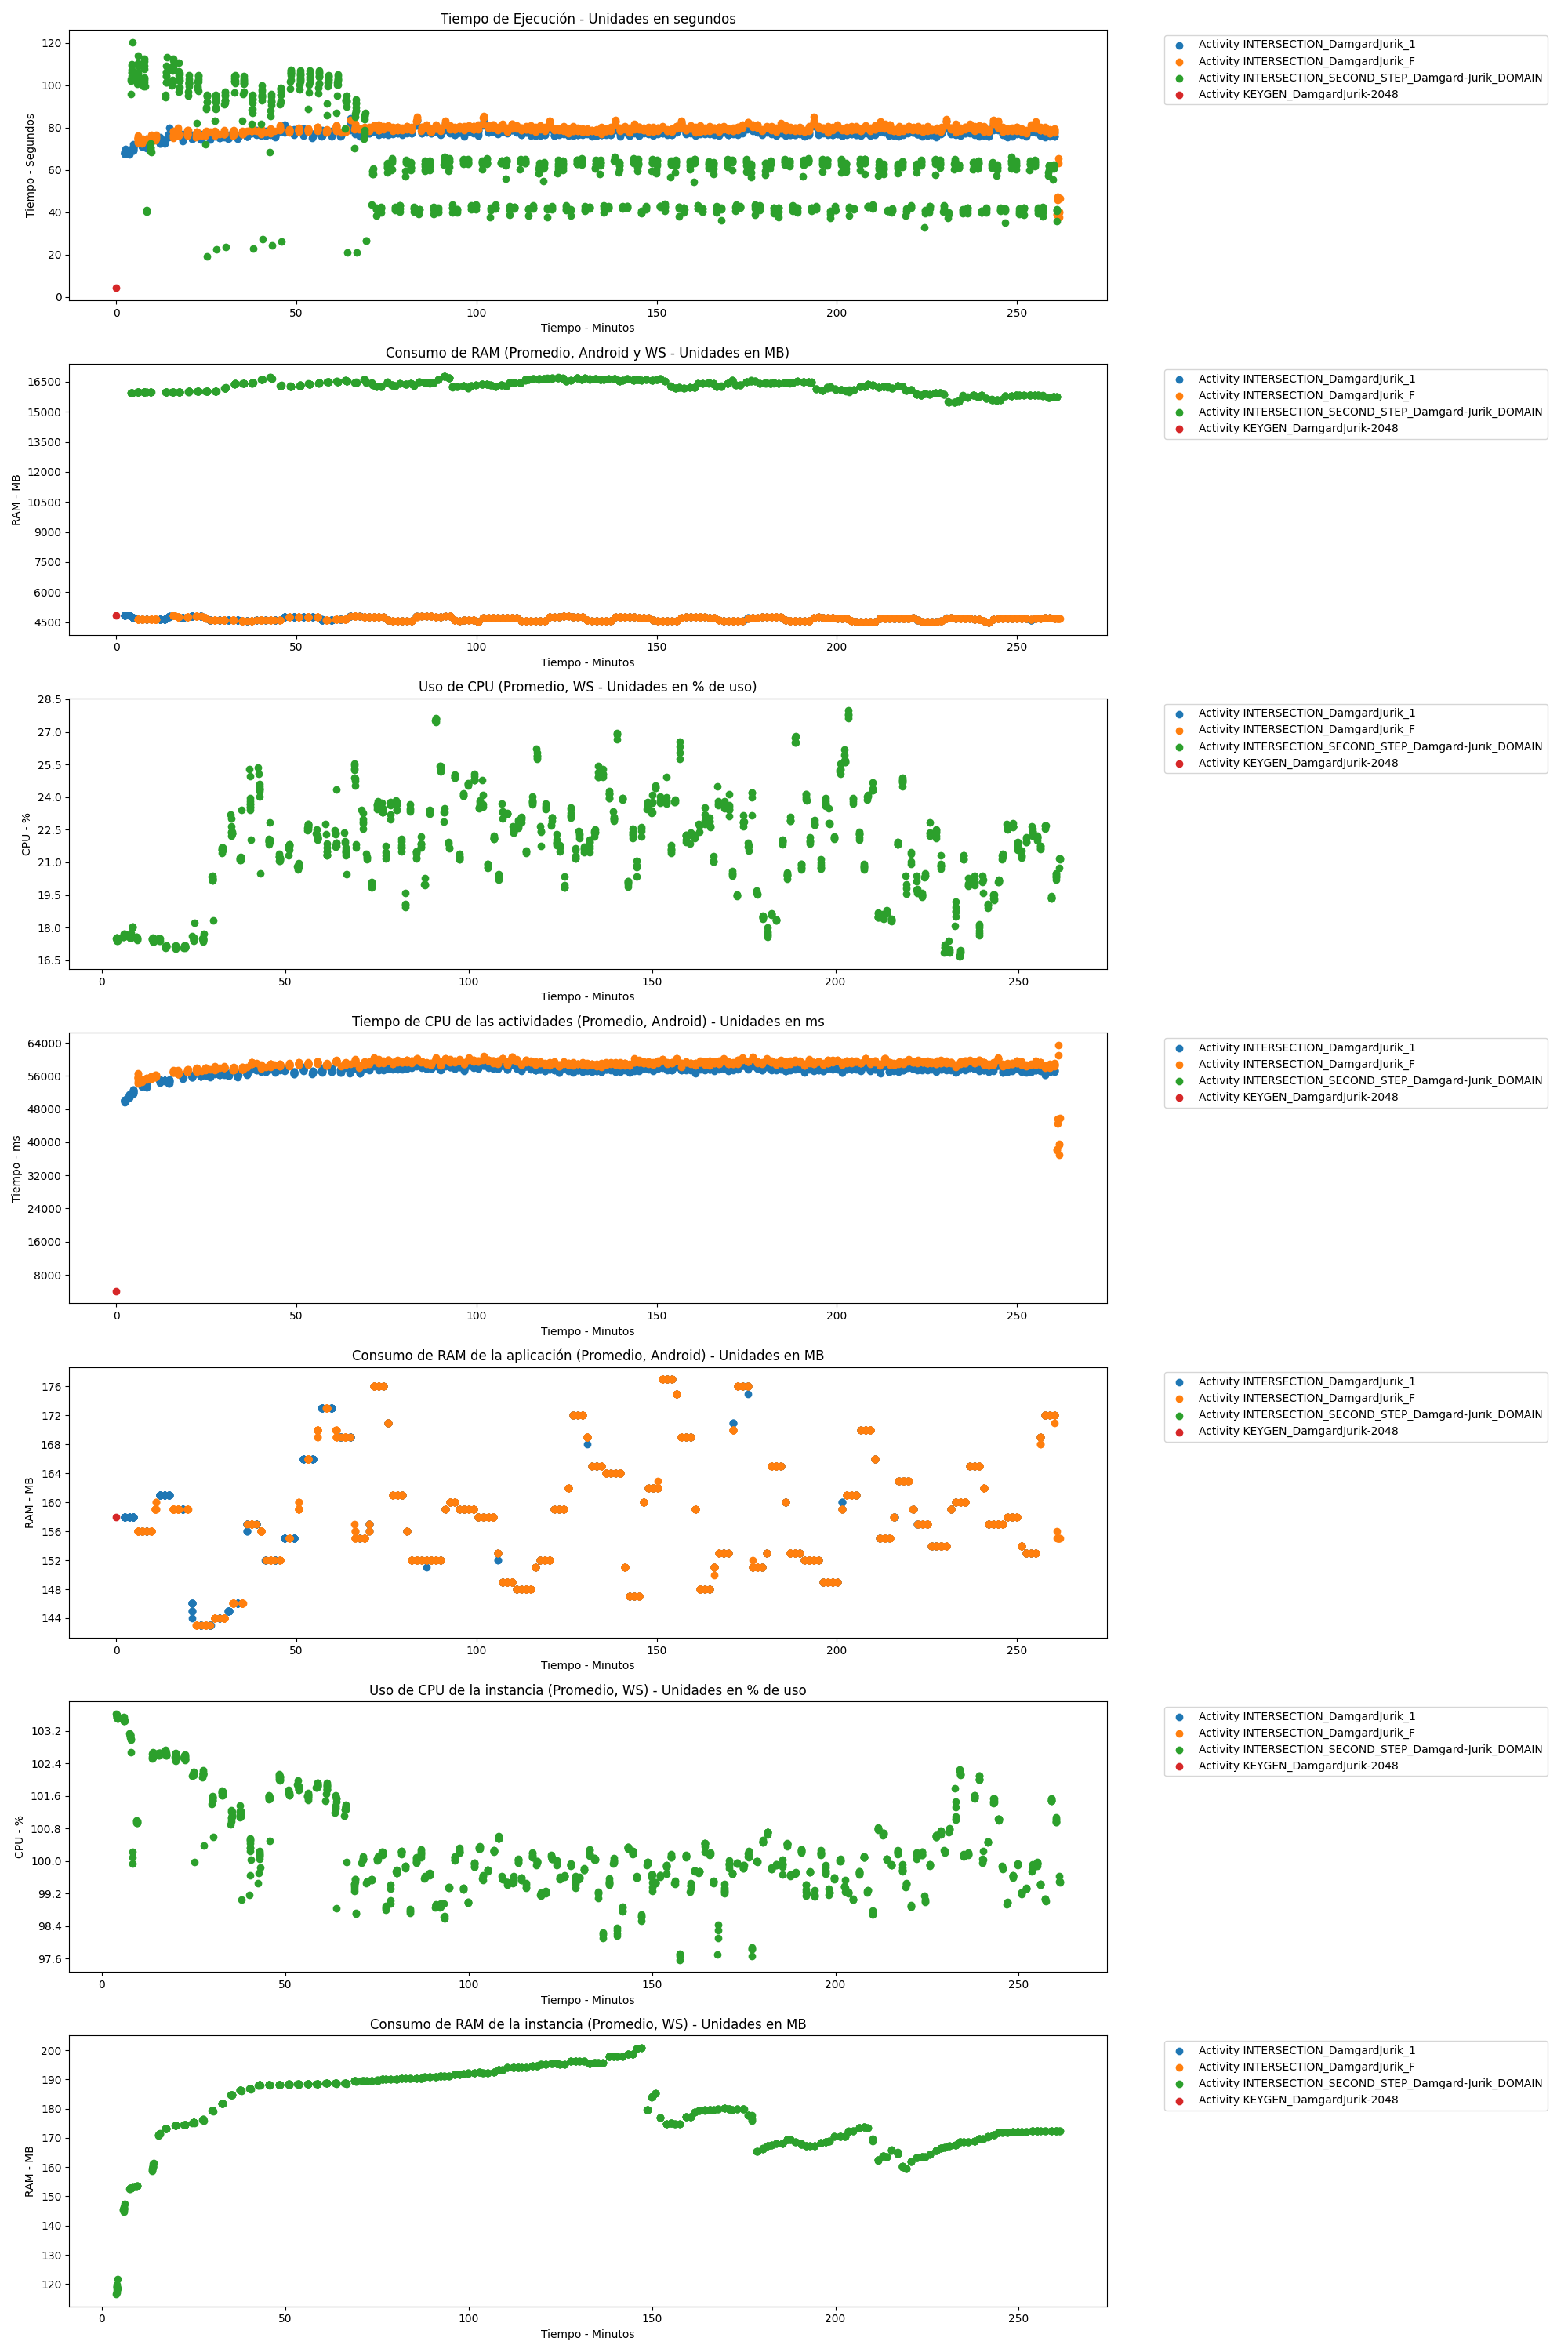 Tiempo de Ejecución - Unidades en segundos
120
100
80
60
40
20
0
Tiempo - Segundos
0 50 100 150 200 250
Tiempo - Minutos
Activity INTERSECTION_DamgardJurik_1
Activity INTERSECTION_DamgardJurik_F
Activity INTERSECTION_SECOND_STEP_Damgard-Jurik_DOMAIN
Activity KEYGEN_DamgardJurik-2048
Consumo de RAM (Promedio, Android y WS - Unidades en MB)
16500
15000
13500
12000
10500
9000
7500
6000
4500
RAM - MB
0 50 100 150 200 250
Tiempo - Minutos
Activity INTERSECTION_DamgardJurik_1
Activity INTERSECTION_DamgardJurik_F
Activity INTERSECTION_SECOND_STEP_Damgard-Jurik_DOMAIN
Activity KEYGEN_DamgardJurik-2048
Uso de CPU (Promedio, WS - Unidades en % de uso)
28.5
27.0
25.5
24.0
22.5
21.0
19.5
18.0
16.5
CPU - %
0 50 100 150 200 250
Tiempo - Minutos
Activity INTERSECTION_DamgardJurik_1
Activity INTERSECTION_DamgardJurik_F
Activity INTERSECTION_SECOND_STEP_Damgard-Jurik_DOMAIN
Activity KEYGEN_DamgardJurik-2048
Tiempo de CPU de las actividades (Promedio, Android) - Unidades en ms
64000
56000
48000
40000
32000
24000
16000
8000
Tiempo - ms
0 50 100 150 200 250
Tiempo - Minutos
Activity INTERSECTION_DamgardJurik_1
Activity INTERSECTION_DamgardJurik_F
Activity INTERSECTION_SECOND_STEP_Damgard-Jurik_DOMAIN
Activity KEYGEN_DamgardJurik-2048
Consumo de RAM de la aplicación (Promedio, Android) - Unidades en MB
176
172
168
164
160
156
152
148
144
RAM - MB
0 50 100 150 200 250
Tiempo - Minutos
Activity INTERSECTION_DamgardJurik_1
Activity INTERSECTION_DamgardJurik_F
Activity INTERSECTION_SECOND_STEP_Damgard-Jurik_DOMAIN
Activity KEYGEN_DamgardJurik-2048
Uso de CPU de la instancia (Promedio, WS) - Unidades en % de uso
103.2
102.4
101.6
100.8
100.0
99.2
98.4
97.6
CPU - %
0 50 100 150 200 250
Tiempo - Minutos
Activity INTERSECTION_DamgardJurik_1
Activity INTERSECTION_DamgardJurik_F
Activity INTERSECTION_SECOND_STEP_Damgard-Jurik_DOMAIN
Activity KEYGEN_DamgardJurik-2048
Consumo de RAM de la instancia (Promedio, WS) - Unidades en MB
200
190
180
170
160
150
140
130
120
RAM - MB
0 50 100 150 200 250
Tiempo - Minutos
Activity INTERSECTION_DamgardJurik_1
Activity INTERSECTION_DamgardJurik_F
Activity INTERSECTION_SECOND_STEP_Damgard-Jurik_DOMAIN
Activity KEYGEN_DamgardJurik-2048